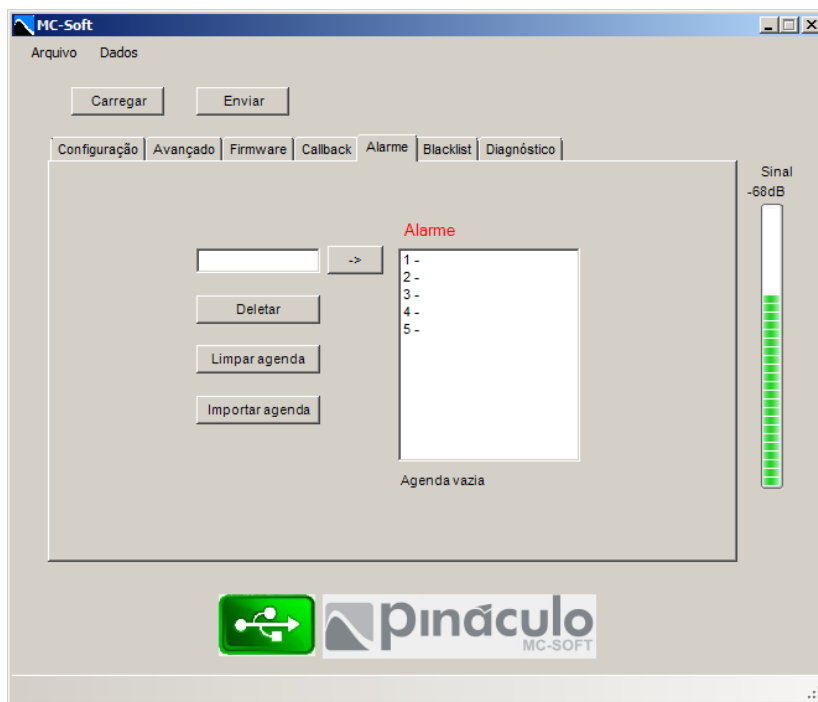 MC-Soft
Arquivo Dados
Carregar Enviar
Configuração Avançado Firmware Callback Alarme Blacklist Diagnóstico
Sinal
-68dB
Alarme
->
1 -
2 -
3 -
4 -
5 -
Deletar
Limpar agenda
Importar agenda
Agenda vazia
pináculo
MC-SOFT